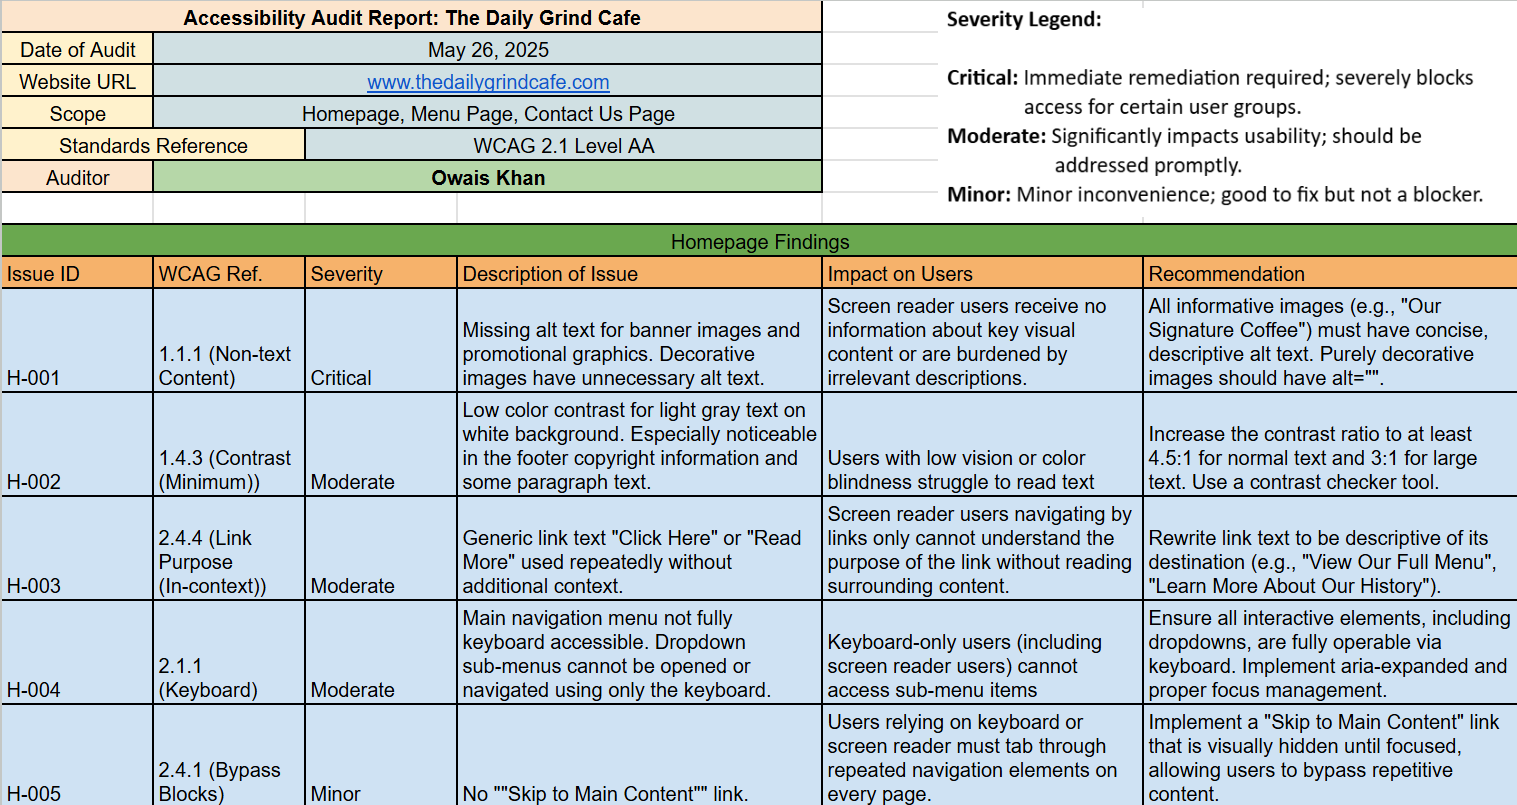 Accessibility Audit Report: The Daily Grind Cafe
Date of Audit
May 26, 2025
Website URL
www.thedailygrindcafe.com
Scope
Homepage, Menu Page, Contact Us Page
Standards Reference
WCAG 2.1 Level AA
Auditor
Owais Khan
Severity Legend:
Critical: Immediate remediation required; severely blocks
access for certain user groups.
Moderate: Significantly impacts usability; should be
addressed promptly.
Minor: Minor inconvenience; good to fix but not a blocker.
Homepage Findings
Issue ID
WCAG Ref.
Severity
Description of Issue
Impact on Users
Recommendation
H-001
1.1.1 (Non-text
Content)
Critical
Missing alt text for banner images and
promotional graphics. Decorative
images have unnecessary alt text.
Screen reader users receive no
information about key visual
content or are burdened by
irrelevant descriptions.
All informative images (e.g., "Our
Signature Coffee") must have concise,
descriptive alt text. Purely decorative
images should have alt="".
H-002
1.4.3 (Contrast
(Minimum))
Moderate
Low color contrast for light gray text on
white background. Especially noticeable
in the footer copyright information and
some paragraph text.
Users with low vision or color
blindness struggle to read text
Increase the contrast ratio to at least
4.5:1 for normal text and 3:1 for large
text. Use a contrast checker tool.
H-003
2.4.4 (Link
Purpose
(In-context))
Moderate
Generic link text "Click Here" or "Read
More" used repeatedly without
additional context.
Screen reader users navigating by
links only cannot understand the
purpose of the link without reading
surrounding content.
Rewrite link text to be descriptive of its
destination (e.g., "View Our Full Menu",
"Learn More About Our History").
H-004
2.1.1
(Keyboard)
Moderate
Main navigation menu not fully
keyboard accessible. Dropdown
sub-menus cannot be opened or
navigated using only the keyboard.
Keyboard-only users (including
screen reader users) cannot
access sub-menu items
Ensure all interactive elements, including
dropdowns, are fully operable via
keyboard. Implement aria-expanded and
proper focus management.
H-005
2.4.1 (Bypass
Blocks)
Minor
No ""Skip to Main Content"" link.
Users relying on keyboard or
screen reader must tab through
repeated navigation elements on
every page.
Implement a "Skip to Main Content" link
that is visually hidden until focused,
allowing users to bypass repetitive
content.